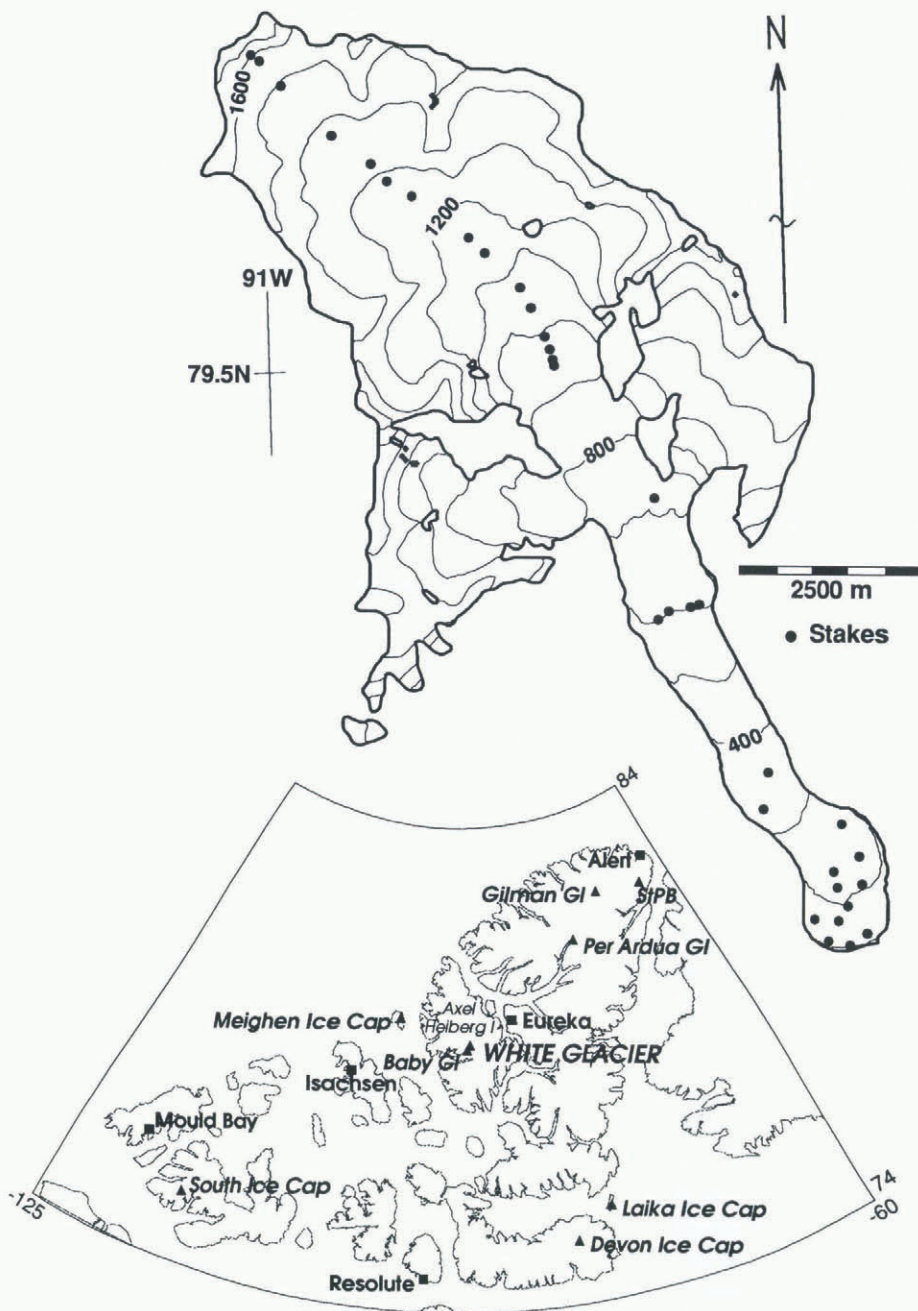 N
1600
1200
91W
79.5N
800
2500 m
Stakes
400
84
Alert
Gilman Gl
StPB
Per Ardua Gl
Meighen Ice Cap
Axel
Heiberg I
Eureka
Baby Gl
WHITE GLACIER
Isachsen
Mould Bay
South Ice Cap
-125
74
-60
Laika Ice Cap
Devon Ice Cap
Resolute